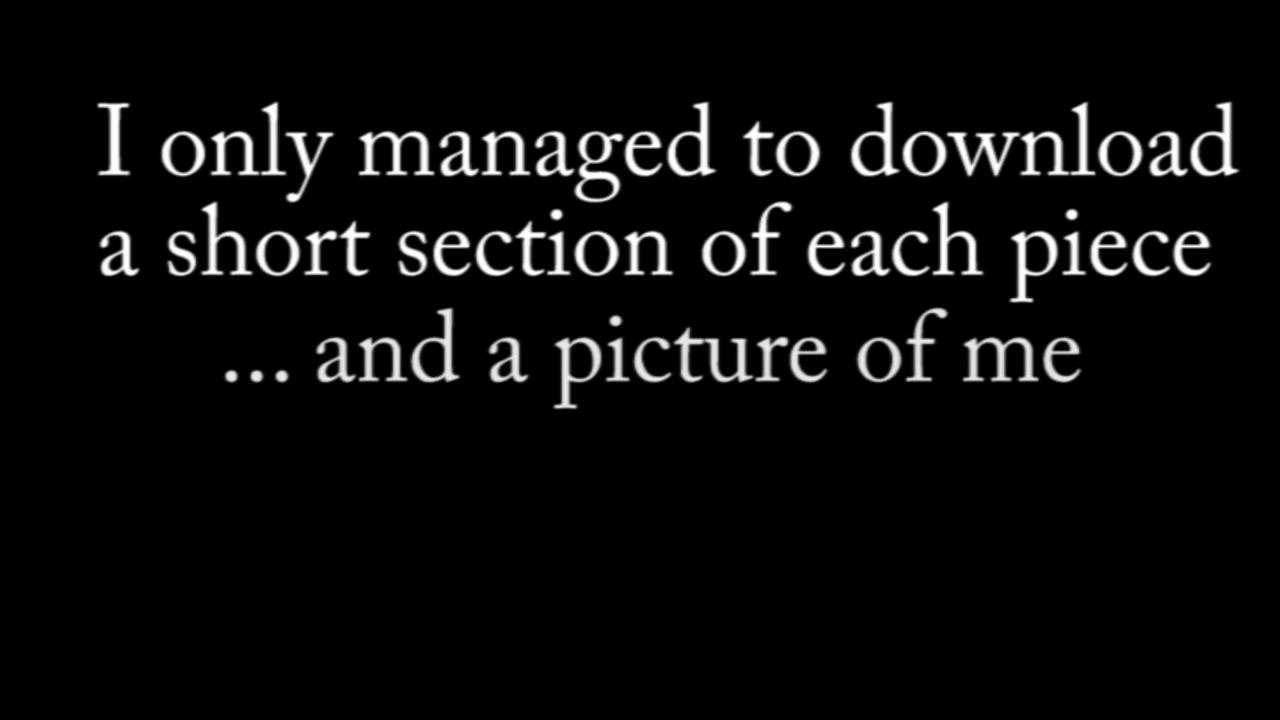 I only managed to download
a short section of each piece
... and a picture of me